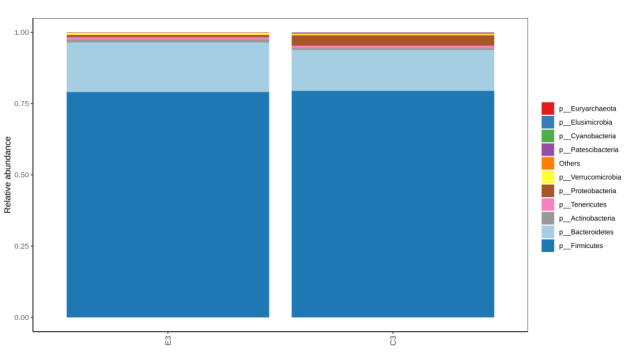 1.00
0.75
0.50
0.25
0.00
Relative abundance
E3
C3
p__Euryarchaeota
p__Elusimicrobia
p__Cyanobacteria
p__Patescibacteria
Others
p__Verrucomicrobia
p__Proteobacteria
p__Tenericutes
p__Actinobacteria
p__Bacteroidetes
p__Firmicutes